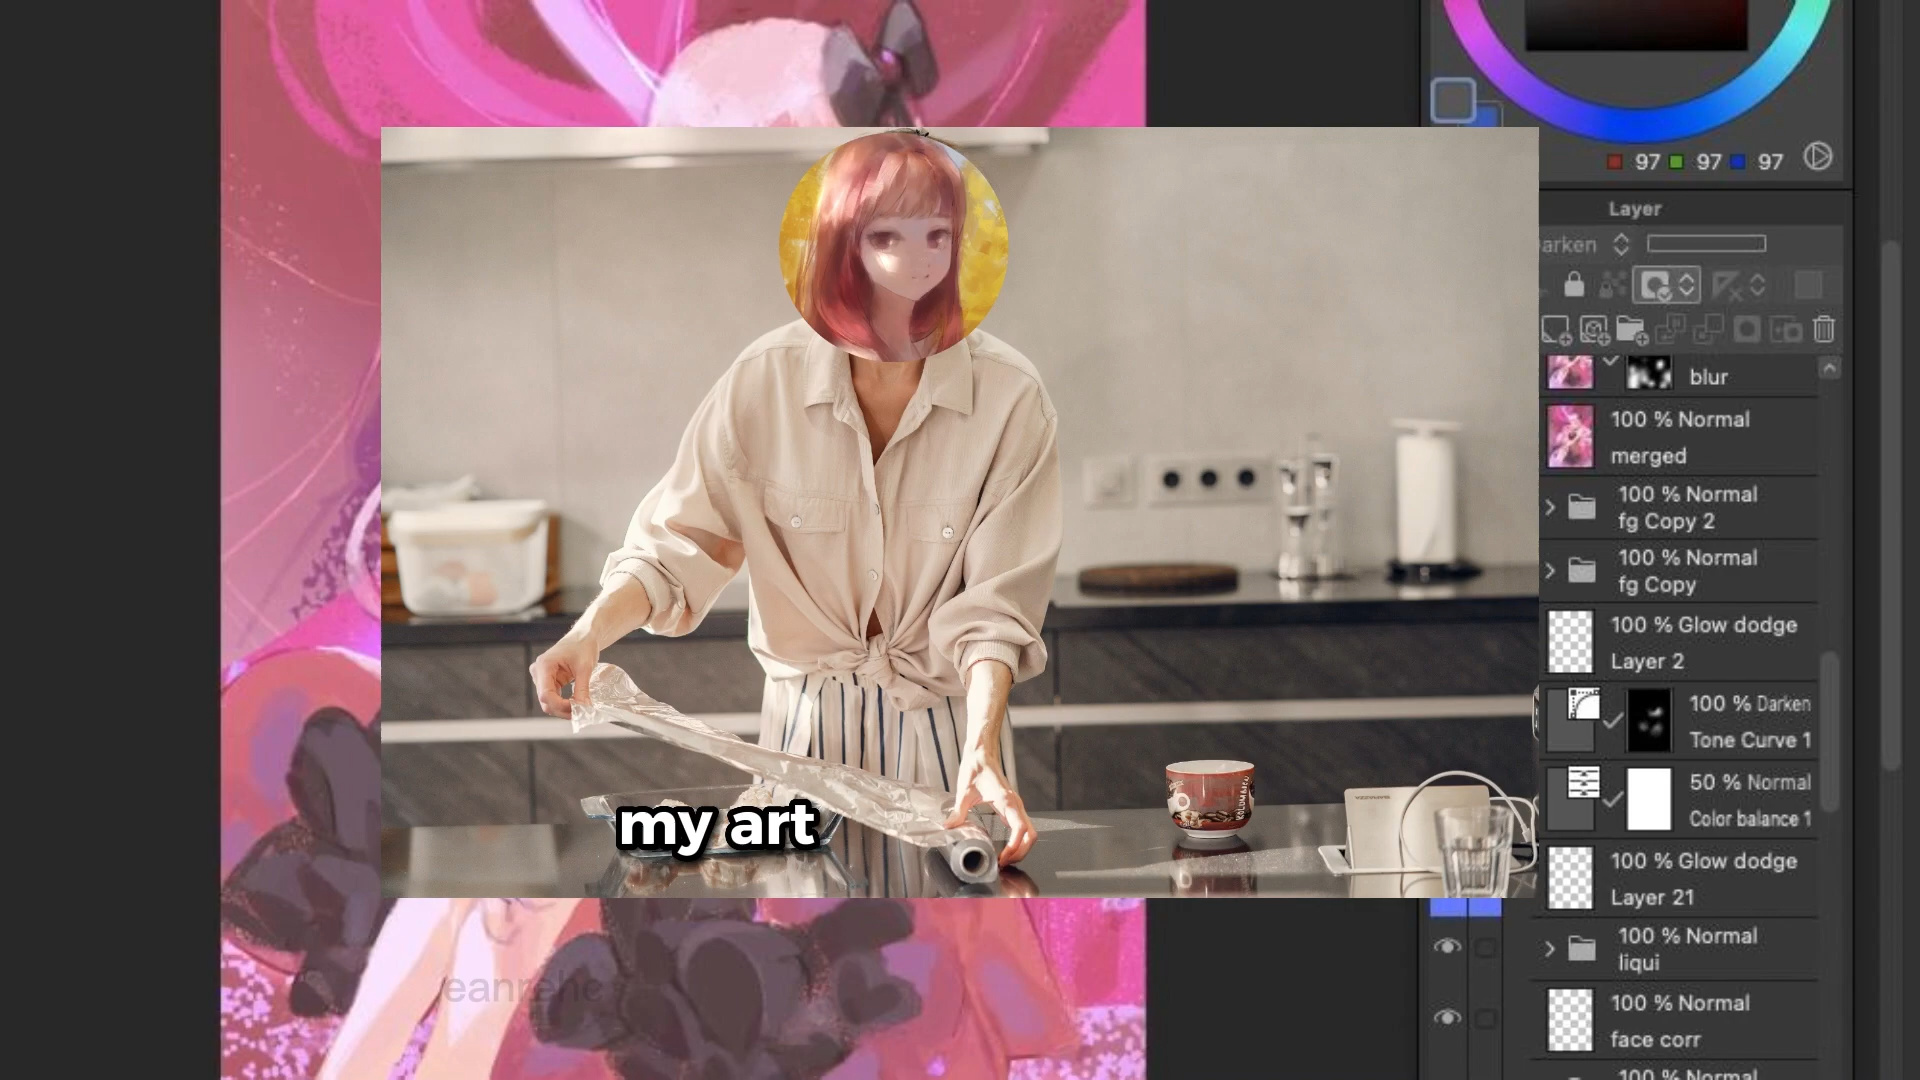 97 97 97
Layer
arken
blur
100 % Normal
merged
100 % Normal
fg Copy 2
100 % Normal
fg Copy
100 % Glow dodge
Layer 2
100 % Darken
Tone Curve 1
50 % Normal
Color balance 1
100 % Glow dodge
Layer 21
100 % Normal
liqui
100 % Normal
face corr
100 % Normal
my art